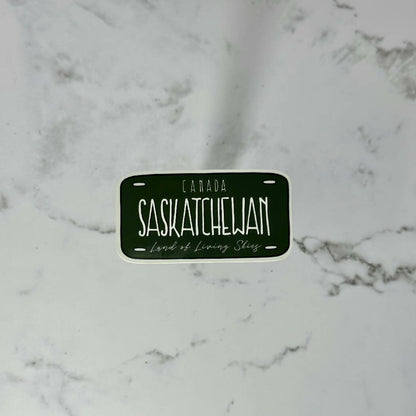 CANADA
SASKATCHEWAN
Land of Living Skies